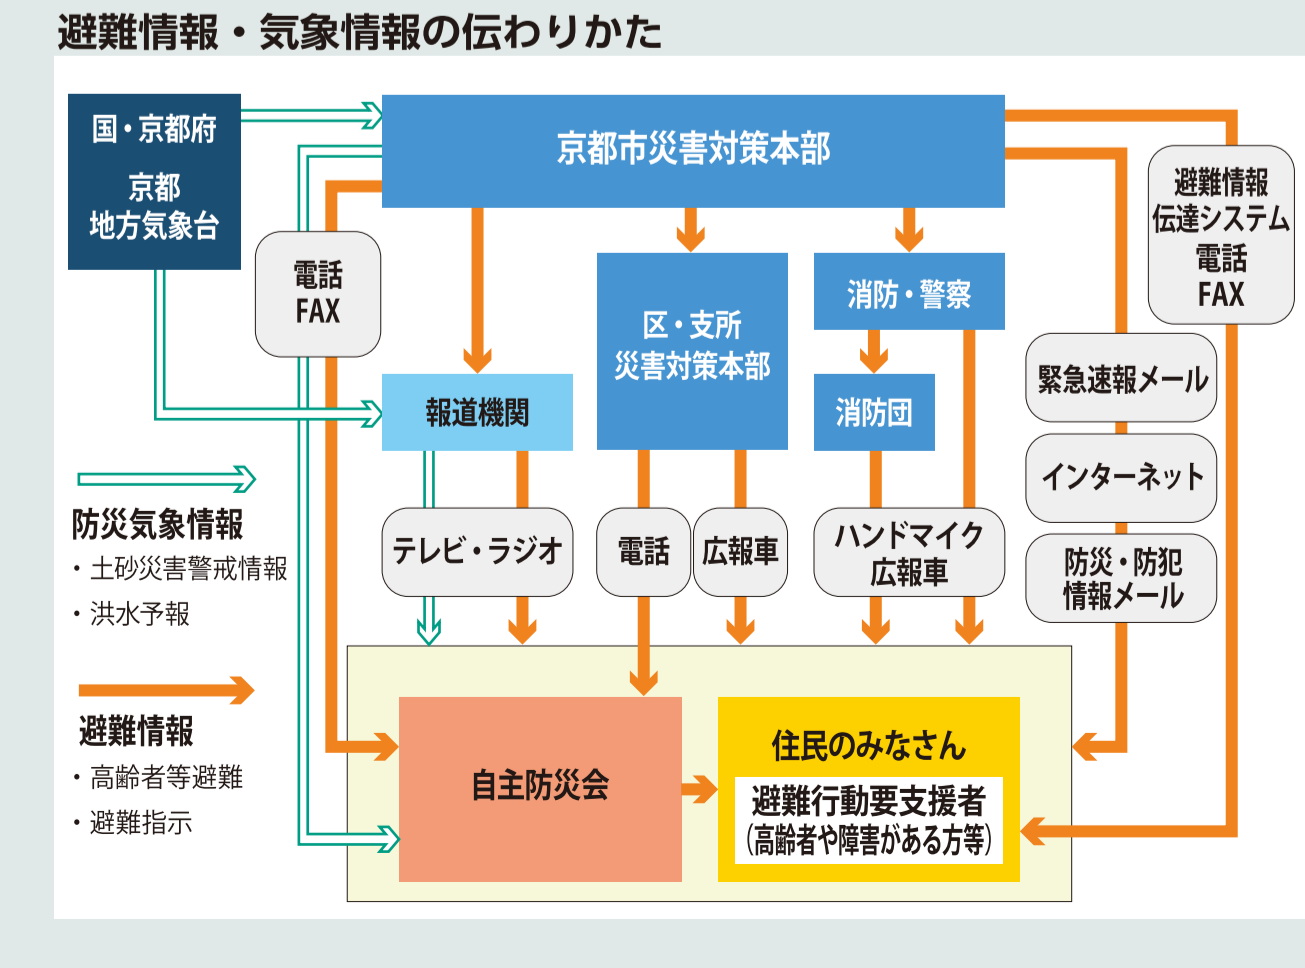 避難情報・気象情報の伝わりかた
国・京都府
京都
地方気象台
京都市災害対策本部
避難情報
伝達システム
電話
FAX
電話
FAX
区・支所
災害対策本部
消防・警察
報道機関
消防団
緊急速報メール
インターネット
防災・防犯
情報メール
テレビ・ラジオ
電話
広報車
ハンドマイク
広報車
防災気象情報
・土砂災害警戒情報
・洪水予報
避難情報
・高齢者等避難
・避難指示
自主防災会
住民のみなさん
避難行動要支援者
(高齢者や障害がある方等)